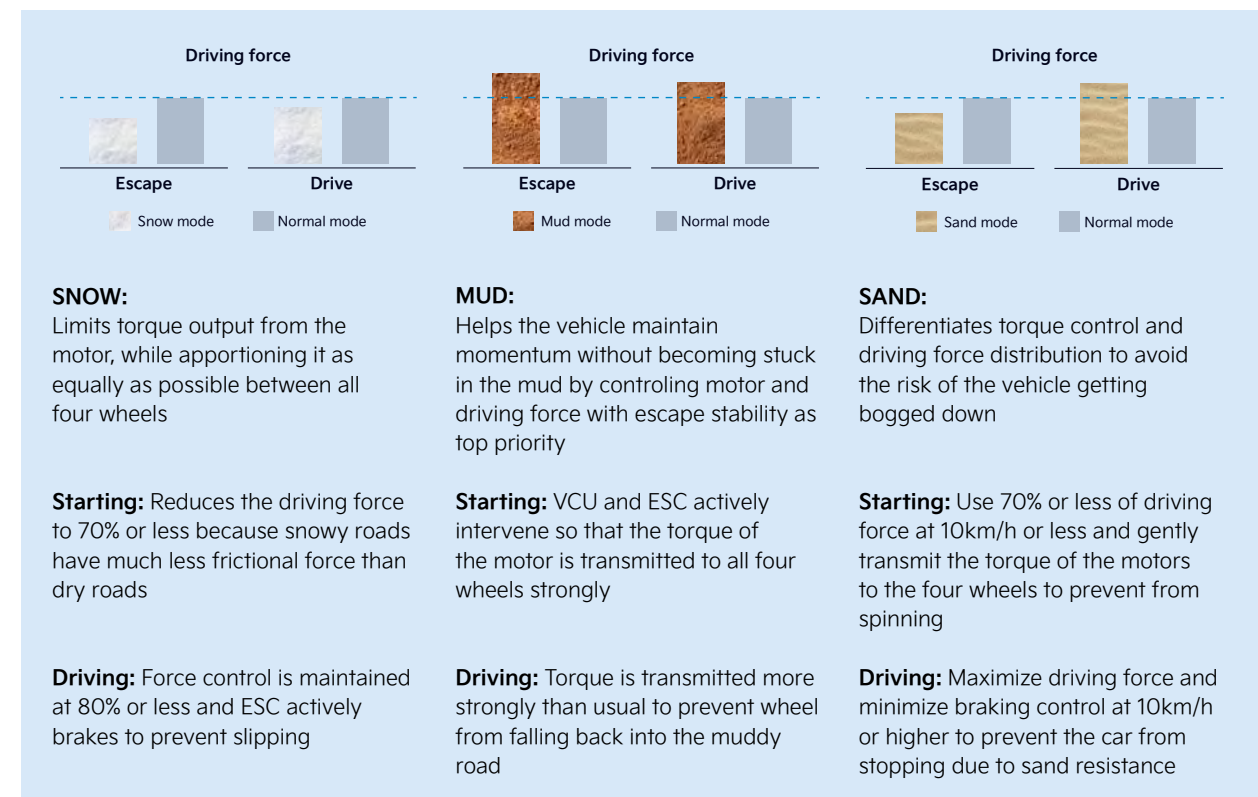 Driving force
Escape
Drive
Snow mode
Normal mode
Driving force
Escape
Drive
Mud mode
Normal mode
Driving force
Escape
Drive
Sand mode
Normal mode
SNOW:
Limits torque output from the
motor, while apportioning it as
equally as possible between all
four wheels
Starting: Reduces the driving force
to 70% or less because snowy roads
have much less frictional force than
dry roads
Driving: Force control is maintained
at 80% or less and ESC actively
brakes to prevent slipping
MUD:
Helps the vehicle maintain
momentum without becoming stuck
in the mud by controling motor and
driving force with escape stability as
top priority
Starting: VCU and ESC actively
intervene so that the torque of
the motor is transmitted to all four
wheels strongly
Driving: Torque is transmitted more
strongly than usual to prevent wheel
from falling back into the muddy
road
SAND:
Differentiates torque control and
driving force distribution to avoid
the risk of the vehicle getting
bogged down
Starting: Use 70% or less of driving
force at 10km/h or less and gently
transmit the torque of the motors
to the four wheels to prevent from
spinning
Driving: Maximize driving force and
minimize braking control at 10km/h
or higher to prevent the car from
stopping due to sand resistance